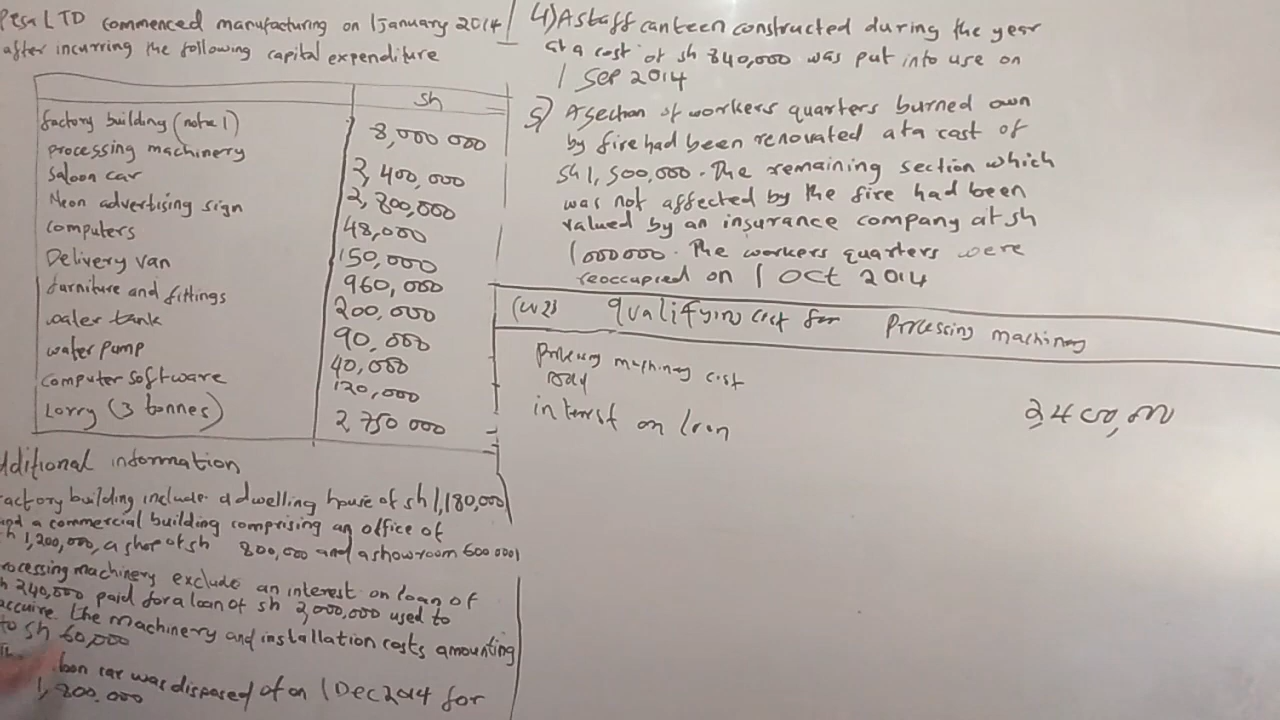 Pesa LTD commenced manufacturing on 1 January 2014
after incurring the following capital expenditure
sh
factory building (note 1) 8,000 000
processing machinery 2,400,000
Saloon car 2,800,000
Neon advertising sign 48,000
Computers 150,000
Delivery van 960,000
furniture and fittings 200,000
water tank 90,000
water pump 40,000
Computer software 120,000
Lorry (3 tonnes) 2 750 000
dditional information
actory building include a dwelling house of sh 1,180,000
and a commercial building comprising an office of
h 1,200,000, a shop of sh 800,000 and a showroom 600 000
rocessing machinery exclude an interest on loan of
h 240,000 paid for a loan of sh 2,000,000 used to
accuire the machinery and installation costs amounting
to sh 60,000
oon car was disposed of on 1 Dec 2014 for
1,800.000
4) A staff canteen constructed during the year
at a cost of sh 840,000 was put into use on
1 Sep 2014
5) A section of workers quarters burned own
by fire had been renovated at a cast of
sh 1,500,000. The remaining section which
was not affected by the fire had been
valued by an insurance company at sh
1000000. The workers quarters were
reoccupied on 1 Oct 2014
(w2) qualifying cost for processing machinery
processing machinery cost 2400,000
Add
interest on loan